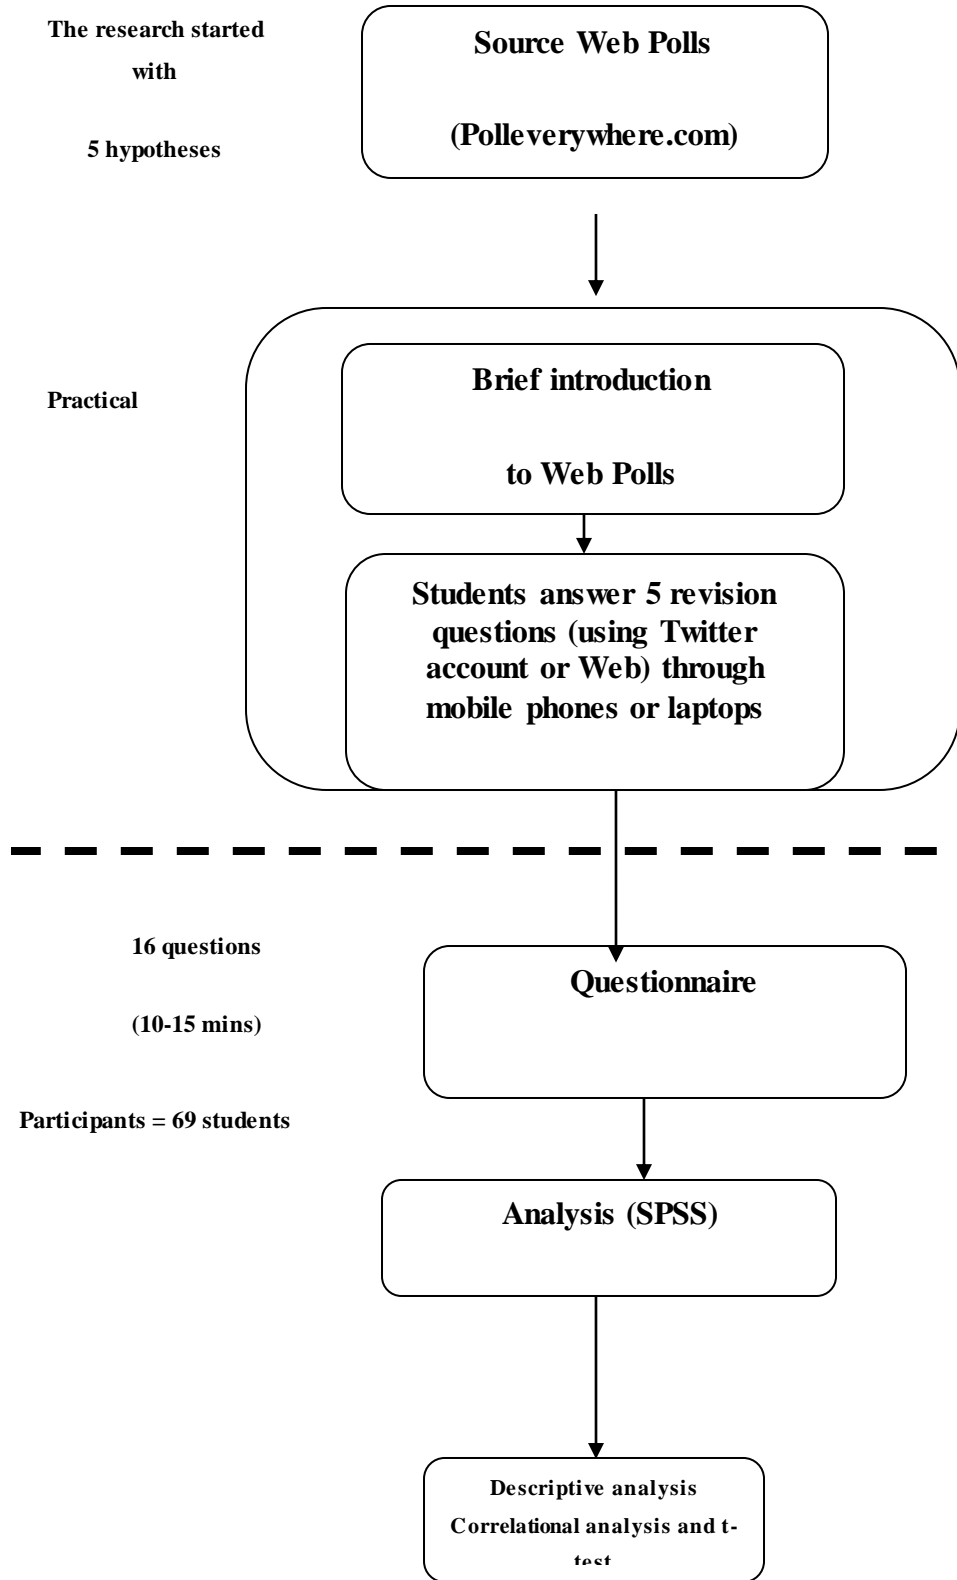 The research started
with
5 hypotheses
Source Web Polls
(Polleverywhere.com)
Practical
Brief introduction
to Web Polls
Students answer 5 revision
questions (using Twitter
account or Web) through
mobile phones or laptops
16 questions
(10-15 mins)
Participants = 69 students
Questionnaire
Analysis (SPSS)
Descriptive analysis
Correlational analysis and t-
test